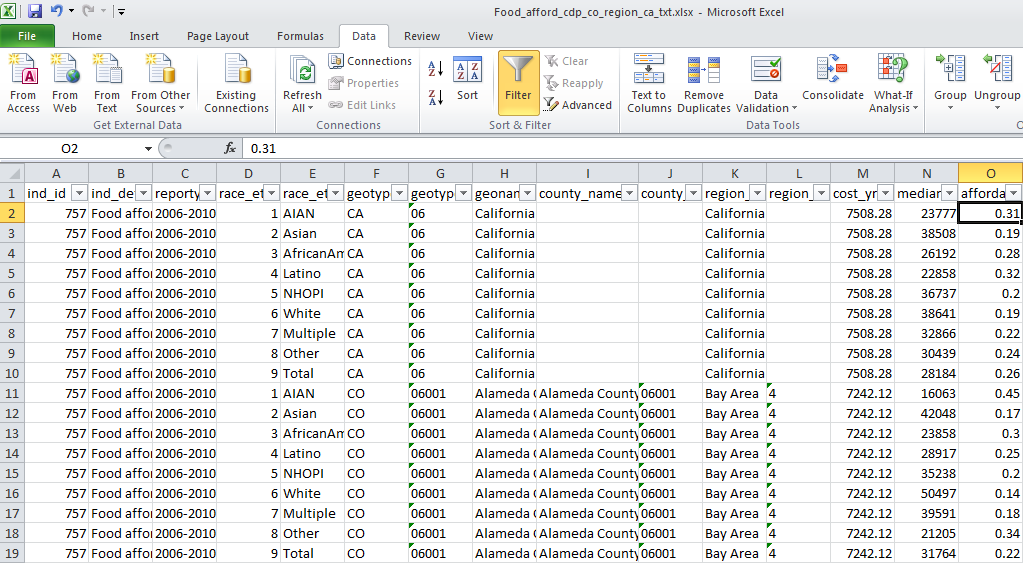 Food_afford_cdp_co_region_ca_txt.xlsx - Microsoft Excel
File Home Insert Page Layout Formulas Data Review View
From Access From Web From Text From Other Sources Existing Connections Refresh All Connections Properties Edit Links Sort Filter Clear Reapply Advanced Text to Columns Remove Duplicates Data Validation Consolidate What-If Analysis Group Ungroup
Get External Data Connections Sort & Filter Data Tools
O2 fx 0.31
A B C D E F G H I J K L M N O
1 ind_id ind_de reporty race_et race_et geotyp geotyp geonan county_name county_ region_ region_ cost_yr median afforda
2 757 Food affor 2006-2010 1 AIAN CA 06 California California 7508.28 23777 0.31
3 757 Food affor 2006-2010 2 Asian CA 06 California California 7508.28 38508 0.19
4 757 Food affor 2006-2010 3 AfricanAm CA 06 California California 7508.28 26192 0.28
5 757 Food affor 2006-2010 4 Latino CA 06 California California 7508.28 22858 0.32
6 757 Food affor 2006-2010 5 NHOPI CA 06 California California 7508.28 36737 0.2
7 757 Food affor 2006-2010 6 White CA 06 California California 7508.28 38641 0.19
8 757 Food affor 2006-2010 7 Multiple CA 06 California California 7508.28 32866 0.22
9 757 Food affor 2006-2010 8 Other CA 06 California California 7508.28 30439 0.24
10 757 Food affor 2006-2010 9 Total CA 06 California California 7508.28 28184 0.26
11 757 Food affor 2006-2010 1 AIAN CO 06001 Alameda C Alameda County 06001 Bay Area 4 7242.12 16063 0.45
12 757 Food affor 2006-2010 2 Asian CO 06001 Alameda C Alameda County 06001 Bay Area 4 7242.12 42048 0.17
13 757 Food affor 2006-2010 3 AfricanAm CO 06001 Alameda C Alameda County 06001 Bay Area 4 7242.12 23858 0.3
14 757 Food affor 2006-2010 4 Latino CO 06001 Alameda C Alameda County 06001 Bay Area 4 7242.12 28917 0.25
15 757 Food affor 2006-2010 5 NHOPI CO 06001 Alameda C Alameda County 06001 Bay Area 4 7242.12 35238 0.2
16 757 Food affor 2006-2010 6 White CO 06001 Alameda C Alameda County 06001 Bay Area 4 7242.12 50497 0.14
17 757 Food affor 2006-2010 7 Multiple CO 06001 Alameda C Alameda County 06001 Bay Area 4 7242.12 39591 0.18
18 757 Food affor 2006-2010 8 Other CO 06001 Alameda C Alameda County 06001 Bay Area 4 7242.12 21205 0.34
19 757 Food affor 2006-2010 9 Total CO 06001 Alameda C Alameda County 06001 Bay Area 4 7242.12 31764 0.22